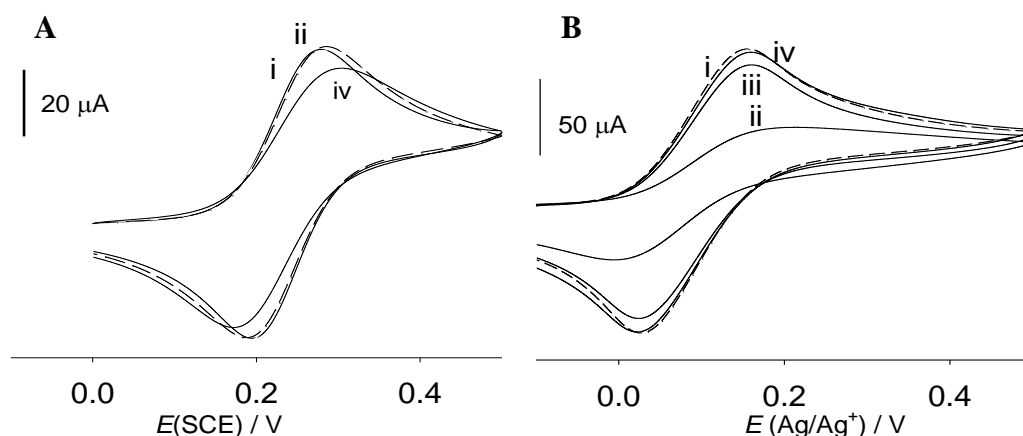 A
ii
i
iv
20 μA
0.0 0.2 0.4
E(SCE) / V
B
iv
i
iii
ii
50 μA
0.0 0.2 0.4
E (Ag/Ag⁺) / V